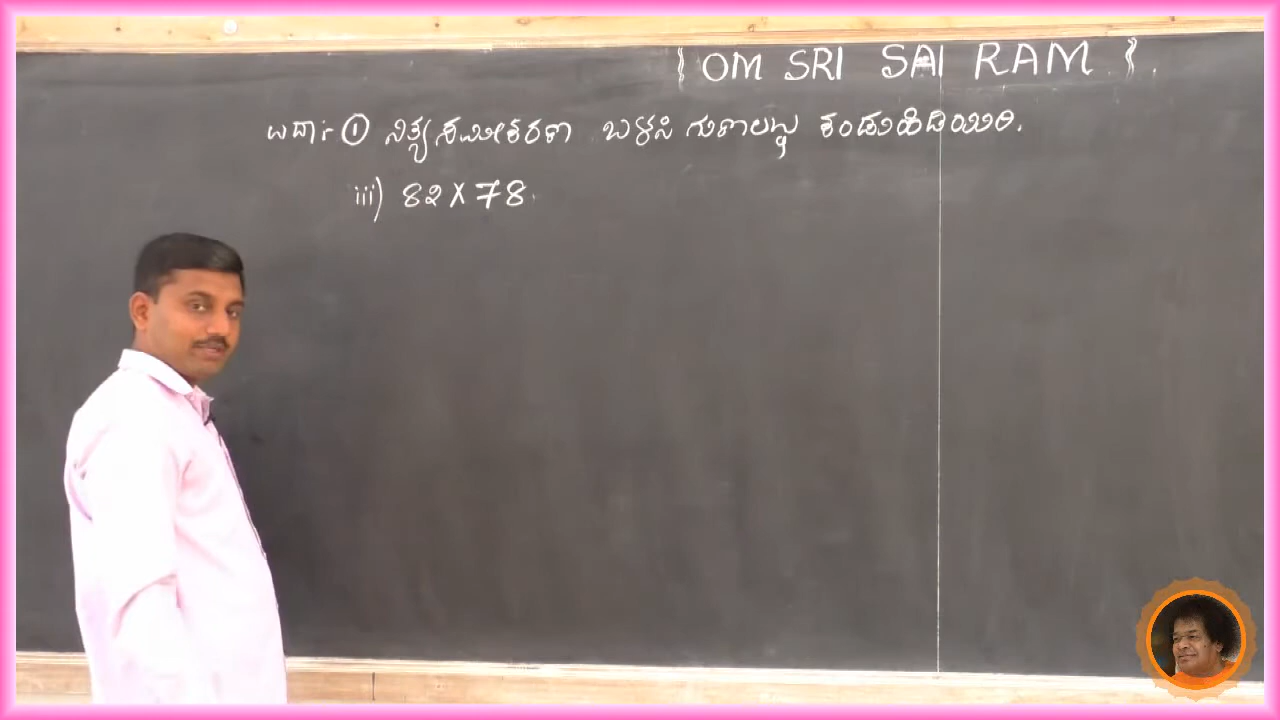 || OM SRI SAI RAM ||
ಉದಾ:- ① ನಿತ್ಯಸಮೀಕರಣ ಬಳಸಿ ಗುಣಲಬ್ಧ ಕಂಡುಹಿಡಿಯಿರಿ.
iii) 82 X 78.